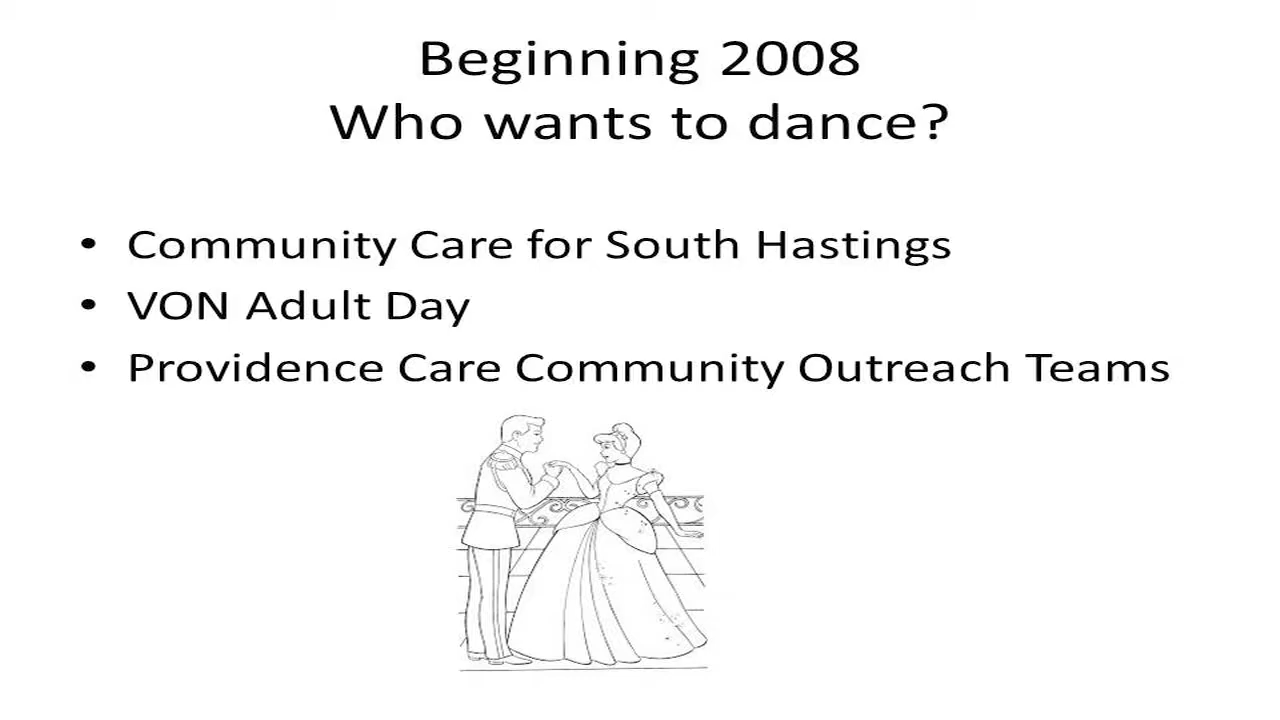 Beginning 2008
Who wants to dance?
• Community Care for South Hastings
• VON Adult Day
• Providence Care Community Outreach Teams